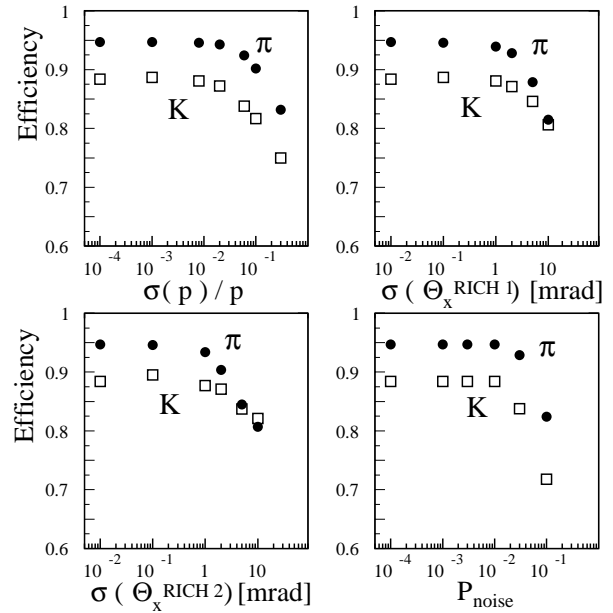 Efficiency
1
0.9
0.8
0.7
0.6
π
K
10⁻⁴ 10⁻³ 10⁻² 10⁻¹
σ( p ) / p
1
0.9
0.8
0.7
0.6
π
K
10⁻² 10⁻¹ 1 10
σ ( Θₓ^RICH 1) [mrad]
Efficiency
1
0.9
0.8
0.7
0.6
π
K
10⁻² 10⁻¹ 1 10
σ ( Θₓ^RICH 2) [mrad]
1
0.9
0.8
0.7
0.6
π
K
10⁻⁴ 10⁻³ 10⁻² 10⁻¹
P_noise